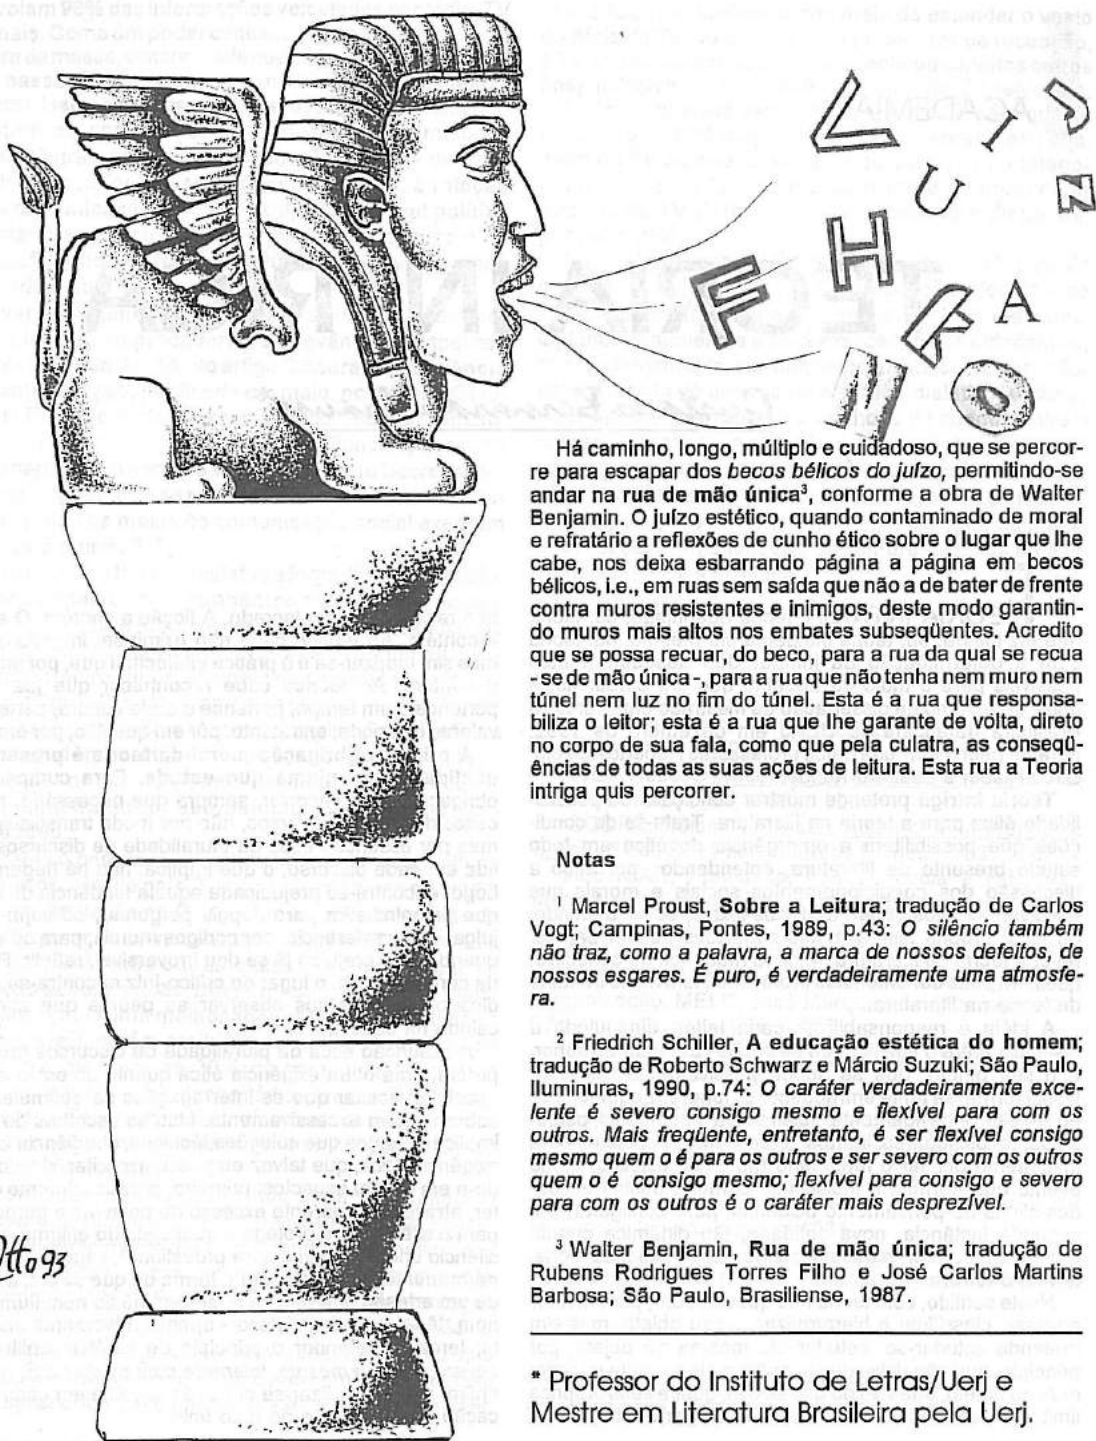 L U I J
U N
H
F R A
I O
Há caminho, longo, múltiplo e cuidadoso, que se percor-
re para escapar dos becos bélicos do juízo, permitindo-se
andar na rua de mão única³, conforme a obra de Walter
Benjamin. O juízo estético, quando contaminado de moral
e refratário a reflexões de cunho ético sobre o lugar que lhe
cabe, nos deixa esbarrando página a página em becos
bélicos, i.e., em ruas sem saída que não a de bater de frente
contra muros resistentes e inimigos, deste modo garantin-
do muros mais altos nos embates subseqüentes. Acredito
que se possa recuar, do beco, para a rua da qual se recua
- se de mão única -, para a rua que não tenha nem muro nem
túnel nem luz no fim do túnel. Esta é a rua que responsa-
biliza o leitor; esta é a rua que lhe garante de volta, direto
no corpo de sua fala, como que pela culatra, as conseqü-
ências de todas as suas ações de leitura. Esta rua a Teoria
intriga quis percorrer.
Notas
¹ Marcel Proust, Sobre a Leitura; tradução de Carlos
Vogt; Campinas, Pontes, 1989, p.43: O silêncio também
não traz, como a palavra, a marca de nossos defeitos, de
nossos esgares. É puro, é verdadeiramente uma atmosfe-
ra.
² Friedrich Schiller, A educação estética do homem;
tradução de Roberto Schwarz e Márcio Suzuki; São Paulo,
Iluminuras, 1990, p.74: O caráter verdadeiramente exce-
lente é severo consigo mesmo e flexível para com os
outros. Mais freqüente, entretanto, é ser flexível consigo
mesmo quem o é para os outros e ser severo com os outros
quem o é consigo mesmo; flexível para consigo e severo
para com os outros é o caráter mais desprezível.
³ Walter Benjamin, Rua de mão única; tradução de
Rubens Rodrigues Torres Filho e José Carlos Martins
Barbosa; São Paulo, Brasiliense, 1987.
* Professor do Instituto de Letras/Uerj e
Mestre em Literatura Brasileira pela Uerj.
Otto 93